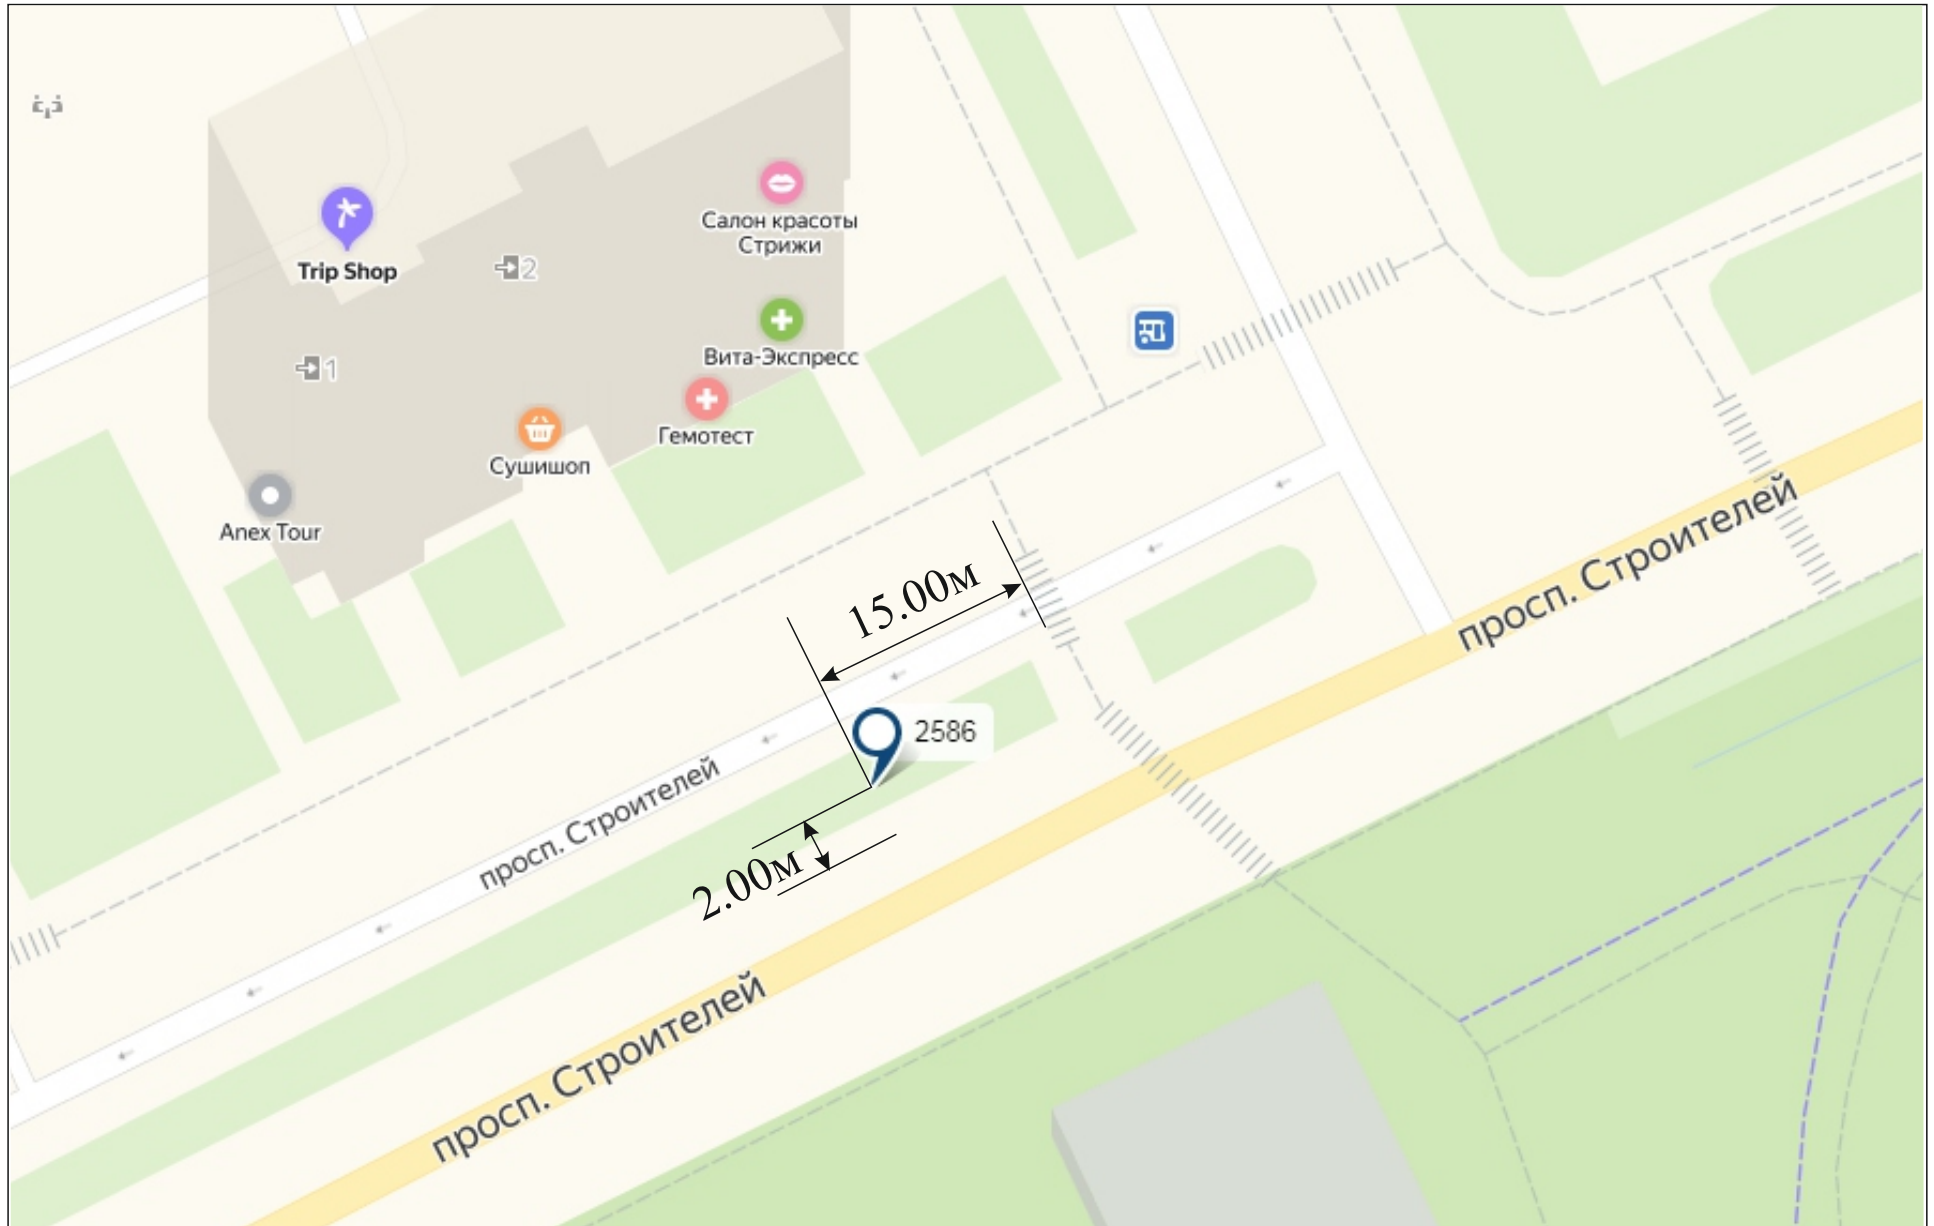 Салон красоты
Стрижи
Trip Shop
2
Вита-Экспресс
1
Гемотест
Сушишоп
Anex Tour
просп. Строителей
15.00м
2586
просп. Строителей
2.00м
просп. Строителей